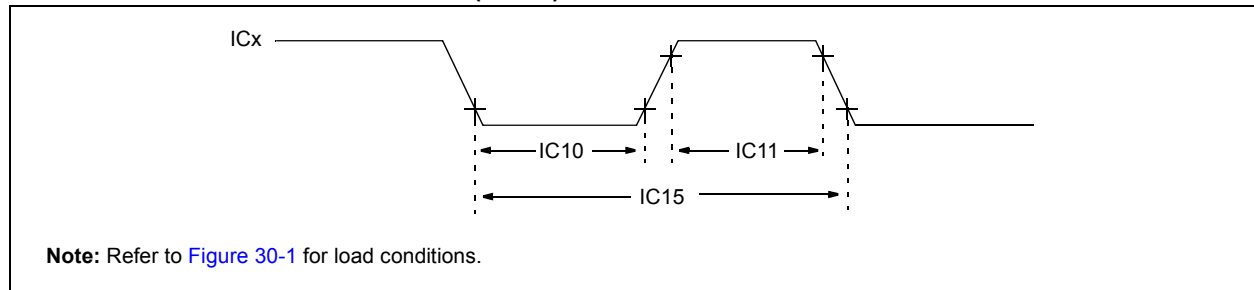 ICx
IC10
IC11
IC15
Note: Refer to Figure 30-1 for load conditions.